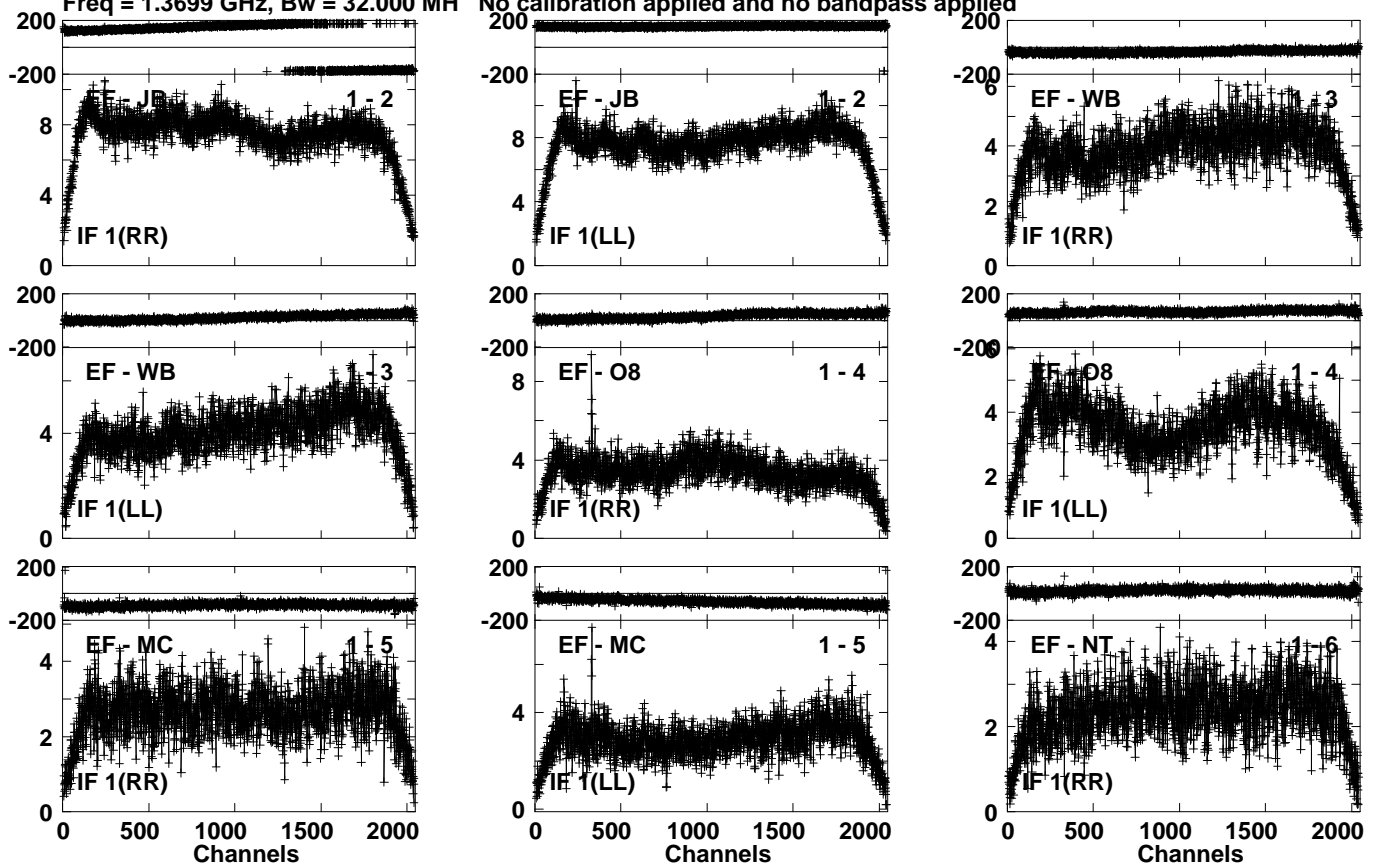 Freq = 1.3699 GHz, Bw = 32.000 MH No calibration applied and no bandpass applied
200
-200
EF - JB 1 - 2
8
4
0
IF 1(RR)
-200
EF - JB 1 - 2
8
4
0
IF 1(LL)
200
-200
6
EF - WB 1 - 3
4
2
0
IF 1(RR)
200
-200
EF - WB 1 - 3
4
0
IF 1(LL)
200
-200
EF - O8 1 - 4
8
4
0
IF 1(RR)
200
-200
6
EF - O8 1 - 4
4
2
0
IF 1(LL)
200
-200
EF - MC 1 - 5
4
2
0
IF 1(RR)
200
-200
EF - MC 1 - 5
4
0
IF 1(LL)
200
-200
EF - NT 1 - 6
4
2
0
IF 1(RR)
0 500 1000 1500 2000
Channels
0 500 1000 1500 2000
Channels
0 500 1000 1500 2000
Channels